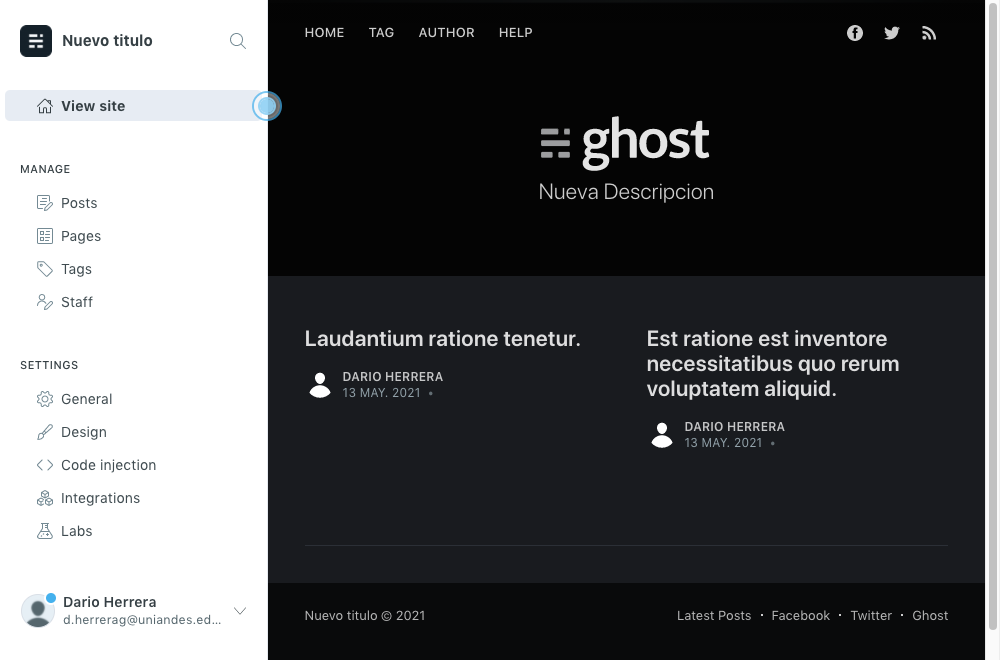 Nuevo titulo
View site
MANAGE
Posts
Pages
Tags
Staff
SETTINGS
General
Design
Code injection
Integrations
Labs
Dario Herrera
d.herrerag@uniandes.ed...
HOME TAG AUTHOR HELP
ghost
Nueva Descripcion
Laudantium ratione tenetur.
DARIO HERRERA
13 MAY. 2021 •
Est ratione est inventore
necessitatibus quo rerum
voluptatem aliquid.
DARIO HERRERA
13 MAY. 2021 •
Nuevo titulo © 2021
Latest Posts · Facebook · Twitter · Ghost